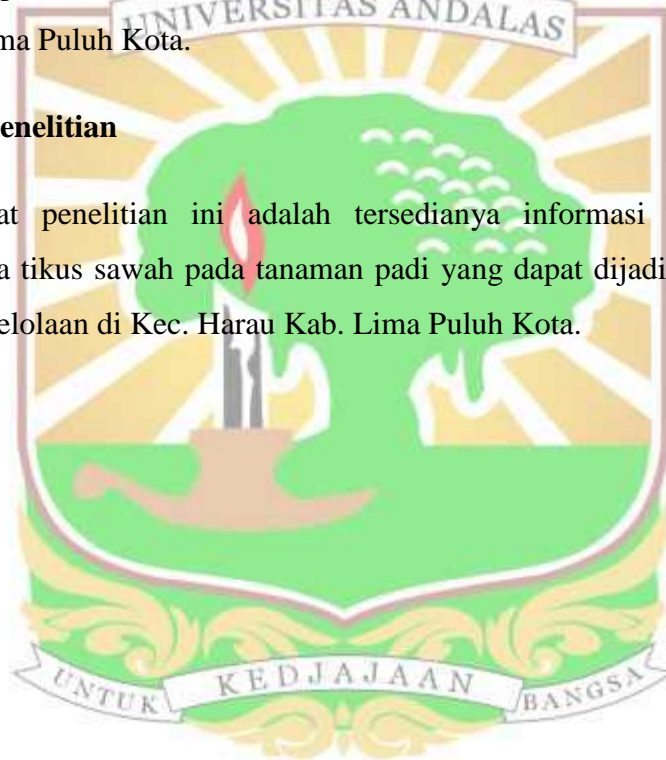 UNIVERSITAS ANDALAS
ma Puluh Kota.
enelitian
at penelitian ini adalah tersedianya informasi
a tikus sawah pada tanaman padi yang dapat dijadi
elolaan di Kec. Harau Kab. Lima Puluh Kota.
UNTUK KEDJAJAAN BANGSA